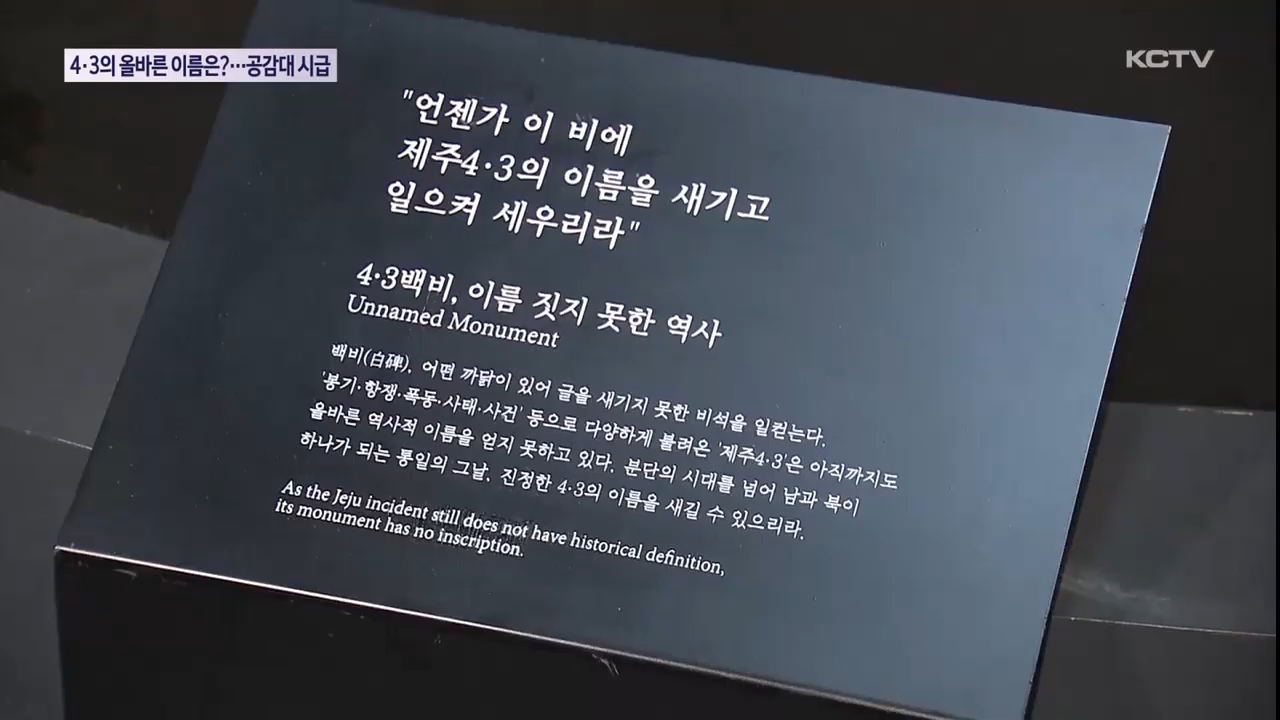 4·3의 올바른 이름은?…공감대 시급
KCTV
"언젠가 이 비에
제주4·3의 이름을 새기고
일으켜 세우리라"
4·3백비, 이름 짓지 못한 역사
Unnamed Monument
백비(白碑), 어떤 까닭이 있어 글을 새기지 못한 비석을 일컫는다.
'봉기·항쟁·폭동·사태·사건' 등으로 다양하게 불려온 '제주4·3'은 아직까지도
올바른 역사적 이름을 얻지 못하고 있다. 분단의 시대를 넘어 남과 북이
하나가 되는 통일의 그날, 진정한 4·3의 이름을 새길 수 있으리라.
As the Jeju incident still does not have historical definition,
its monument has no inscription.